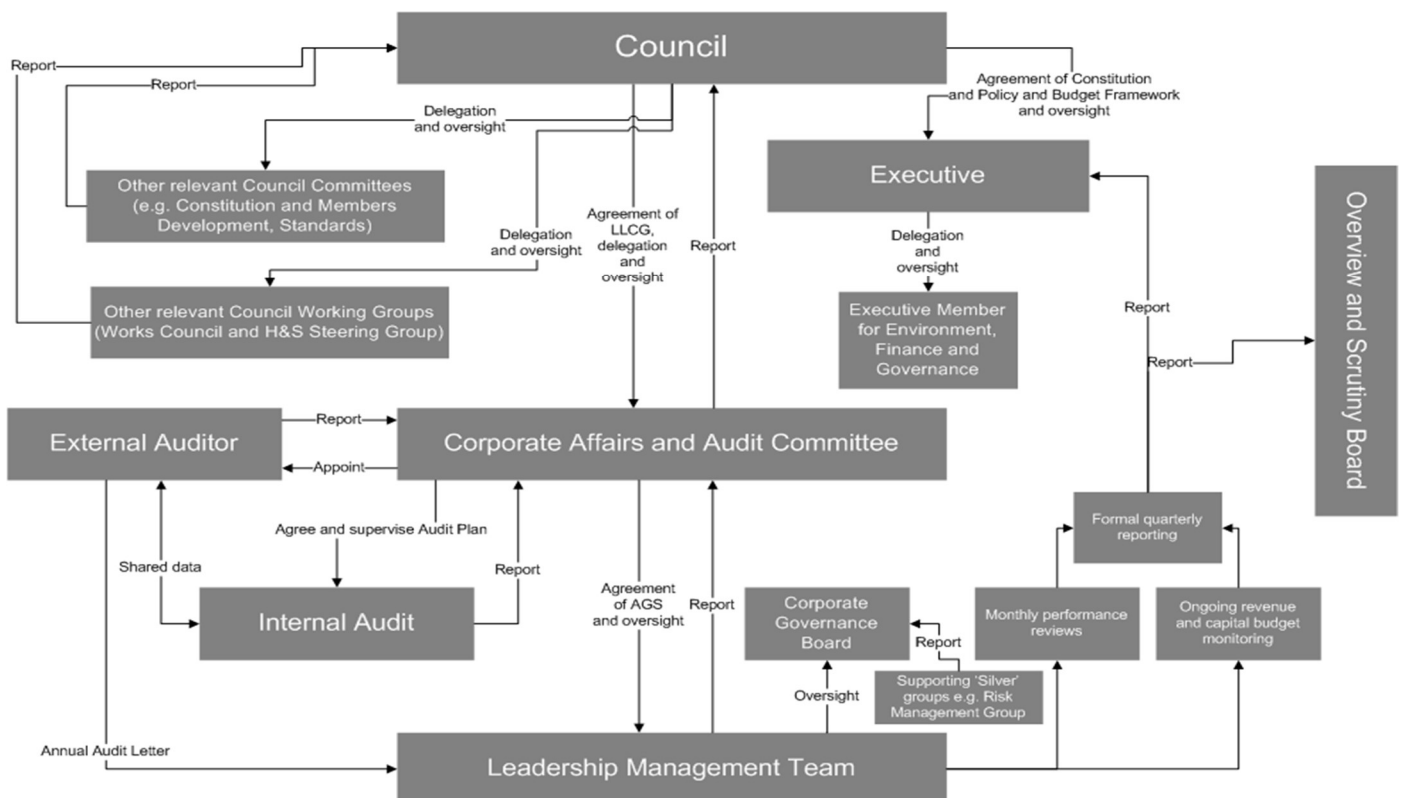 Council
Report
Report
Agreement of Constitution
and Policy and Budget Framework
and oversight
Delegation
and oversight
Executive
Other relevant Council Committees
(e.g. Constitution and Members
Development, Standards)
Overview and Scrutiny Board
Delegation
and oversight
Agreement of
LLCG,
delegation
and
oversight
Report
Delegation
and
oversight
Other relevant Council Working Groups
(Works Council and H&S Steering Group)
Executive Member
for Environment,
Finance and
Governance
Report
Report
External Auditor
Report
Appoint
Corporate Affairs and Audit Committee
Agree and supervise Audit Plan
Shared data
Report
Internal Audit
Agreement
of AGS
and oversight
Report
Formal quarterly
reporting
Corporate
Governance
Board
Monthly performance
reviews
Ongoing revenue
and capital budget
monitoring
Report
Oversight
Supporting ‘Silver’
groups e.g. Risk
Management Group
Annual Audit Letter
Leadership Management Team